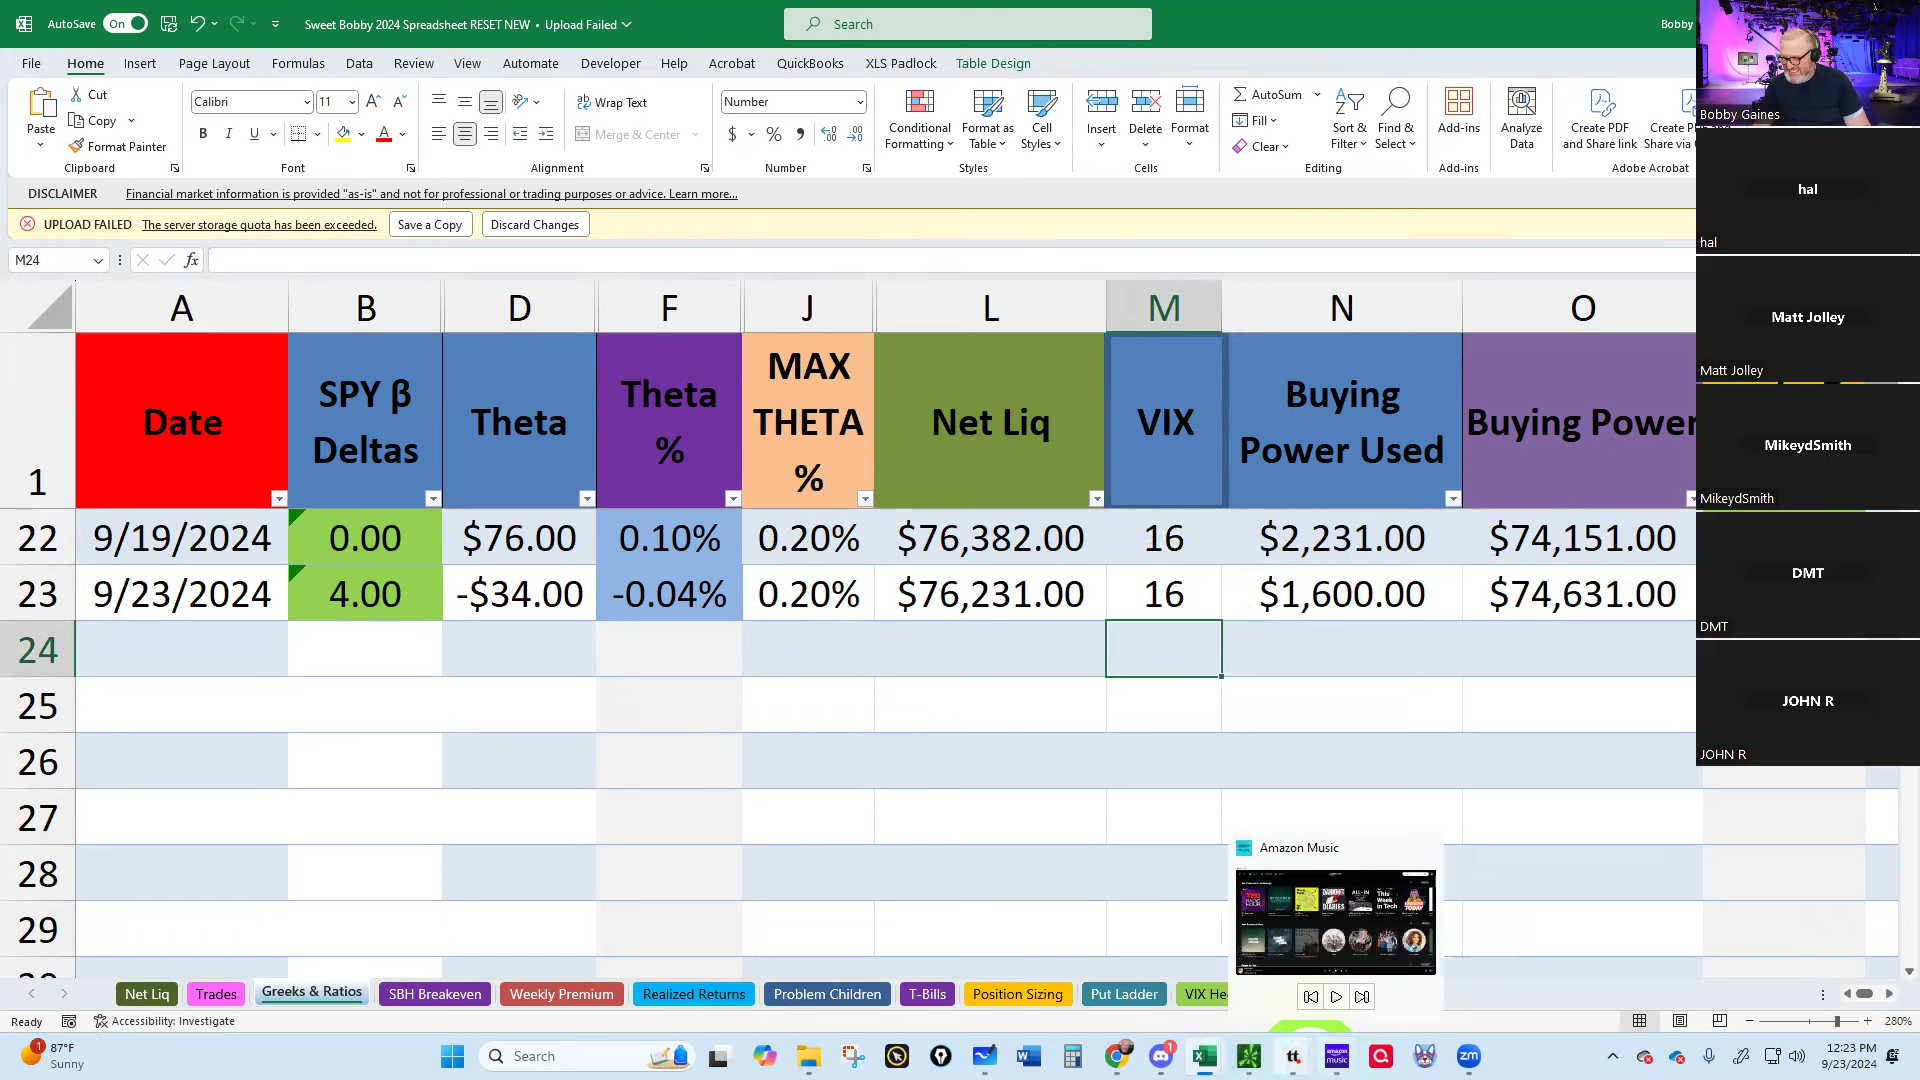 AutoSave On
Sweet Bobby 2024 Spreadsheet RESET NEW • Upload Failed
Search
Bobby
File Home Insert Page Layout Formulas Data Review View Automate Developer Help Acrobat QuickBooks XLS Padlock Table Design
Paste
Cut
Copy
Format Painter
Clipboard
Calibri 11
B I U A
Font
Wrap Text
Merge & Center
Alignment
Number
$ % ,
Number
Conditional Formatting
Format as Table
Cell Styles
Styles
Insert
Delete
Format
Cells
AutoSum
Fill
Clear
Sort & Filter
Find & Select
Editing
Add-ins
Add-ins
Analyze Data
Create PDF and Share link
Share via
Adobe Acrobat
DISCLAIMER Financial market information is provided "as-is" and not for professional or trading purposes or advice. Learn more...
UPLOAD FAILED The server storage quota has been exceeded. Save a Copy Discard Changes
M24 fx
A B D F J L M N O
1 Date SPY β Deltas Theta Theta % MAX THETA % Net Liq VIX Buying Power Used Buying Power
22 9/19/2024 0.00 $76.00 0.10% 0.20% $76,382.00 16 $2,231.00 $74,151.00
23 9/23/2024 4.00 -$34.00 -0.04% 0.20% $76,231.00 16 $1,600.00 $74,631.00
24
25
26
27
28
29
Bobby Gaines
hal
hal
Matt Jolley
Matt Jolley
MikeydSmith
MikeydSmith
DMT
DMT
JOHN R
JOHN R
Amazon Music
Net Liq Trades Greeks & Ratios SBH Breakeven Weekly Premium Realized Returns Problem Children T-Bills Position Sizing Put Ladder
Ready Accessibility: Investigate 280%
1 87°F
Sunny
Search
tt
12:23 PM
9/23/2024